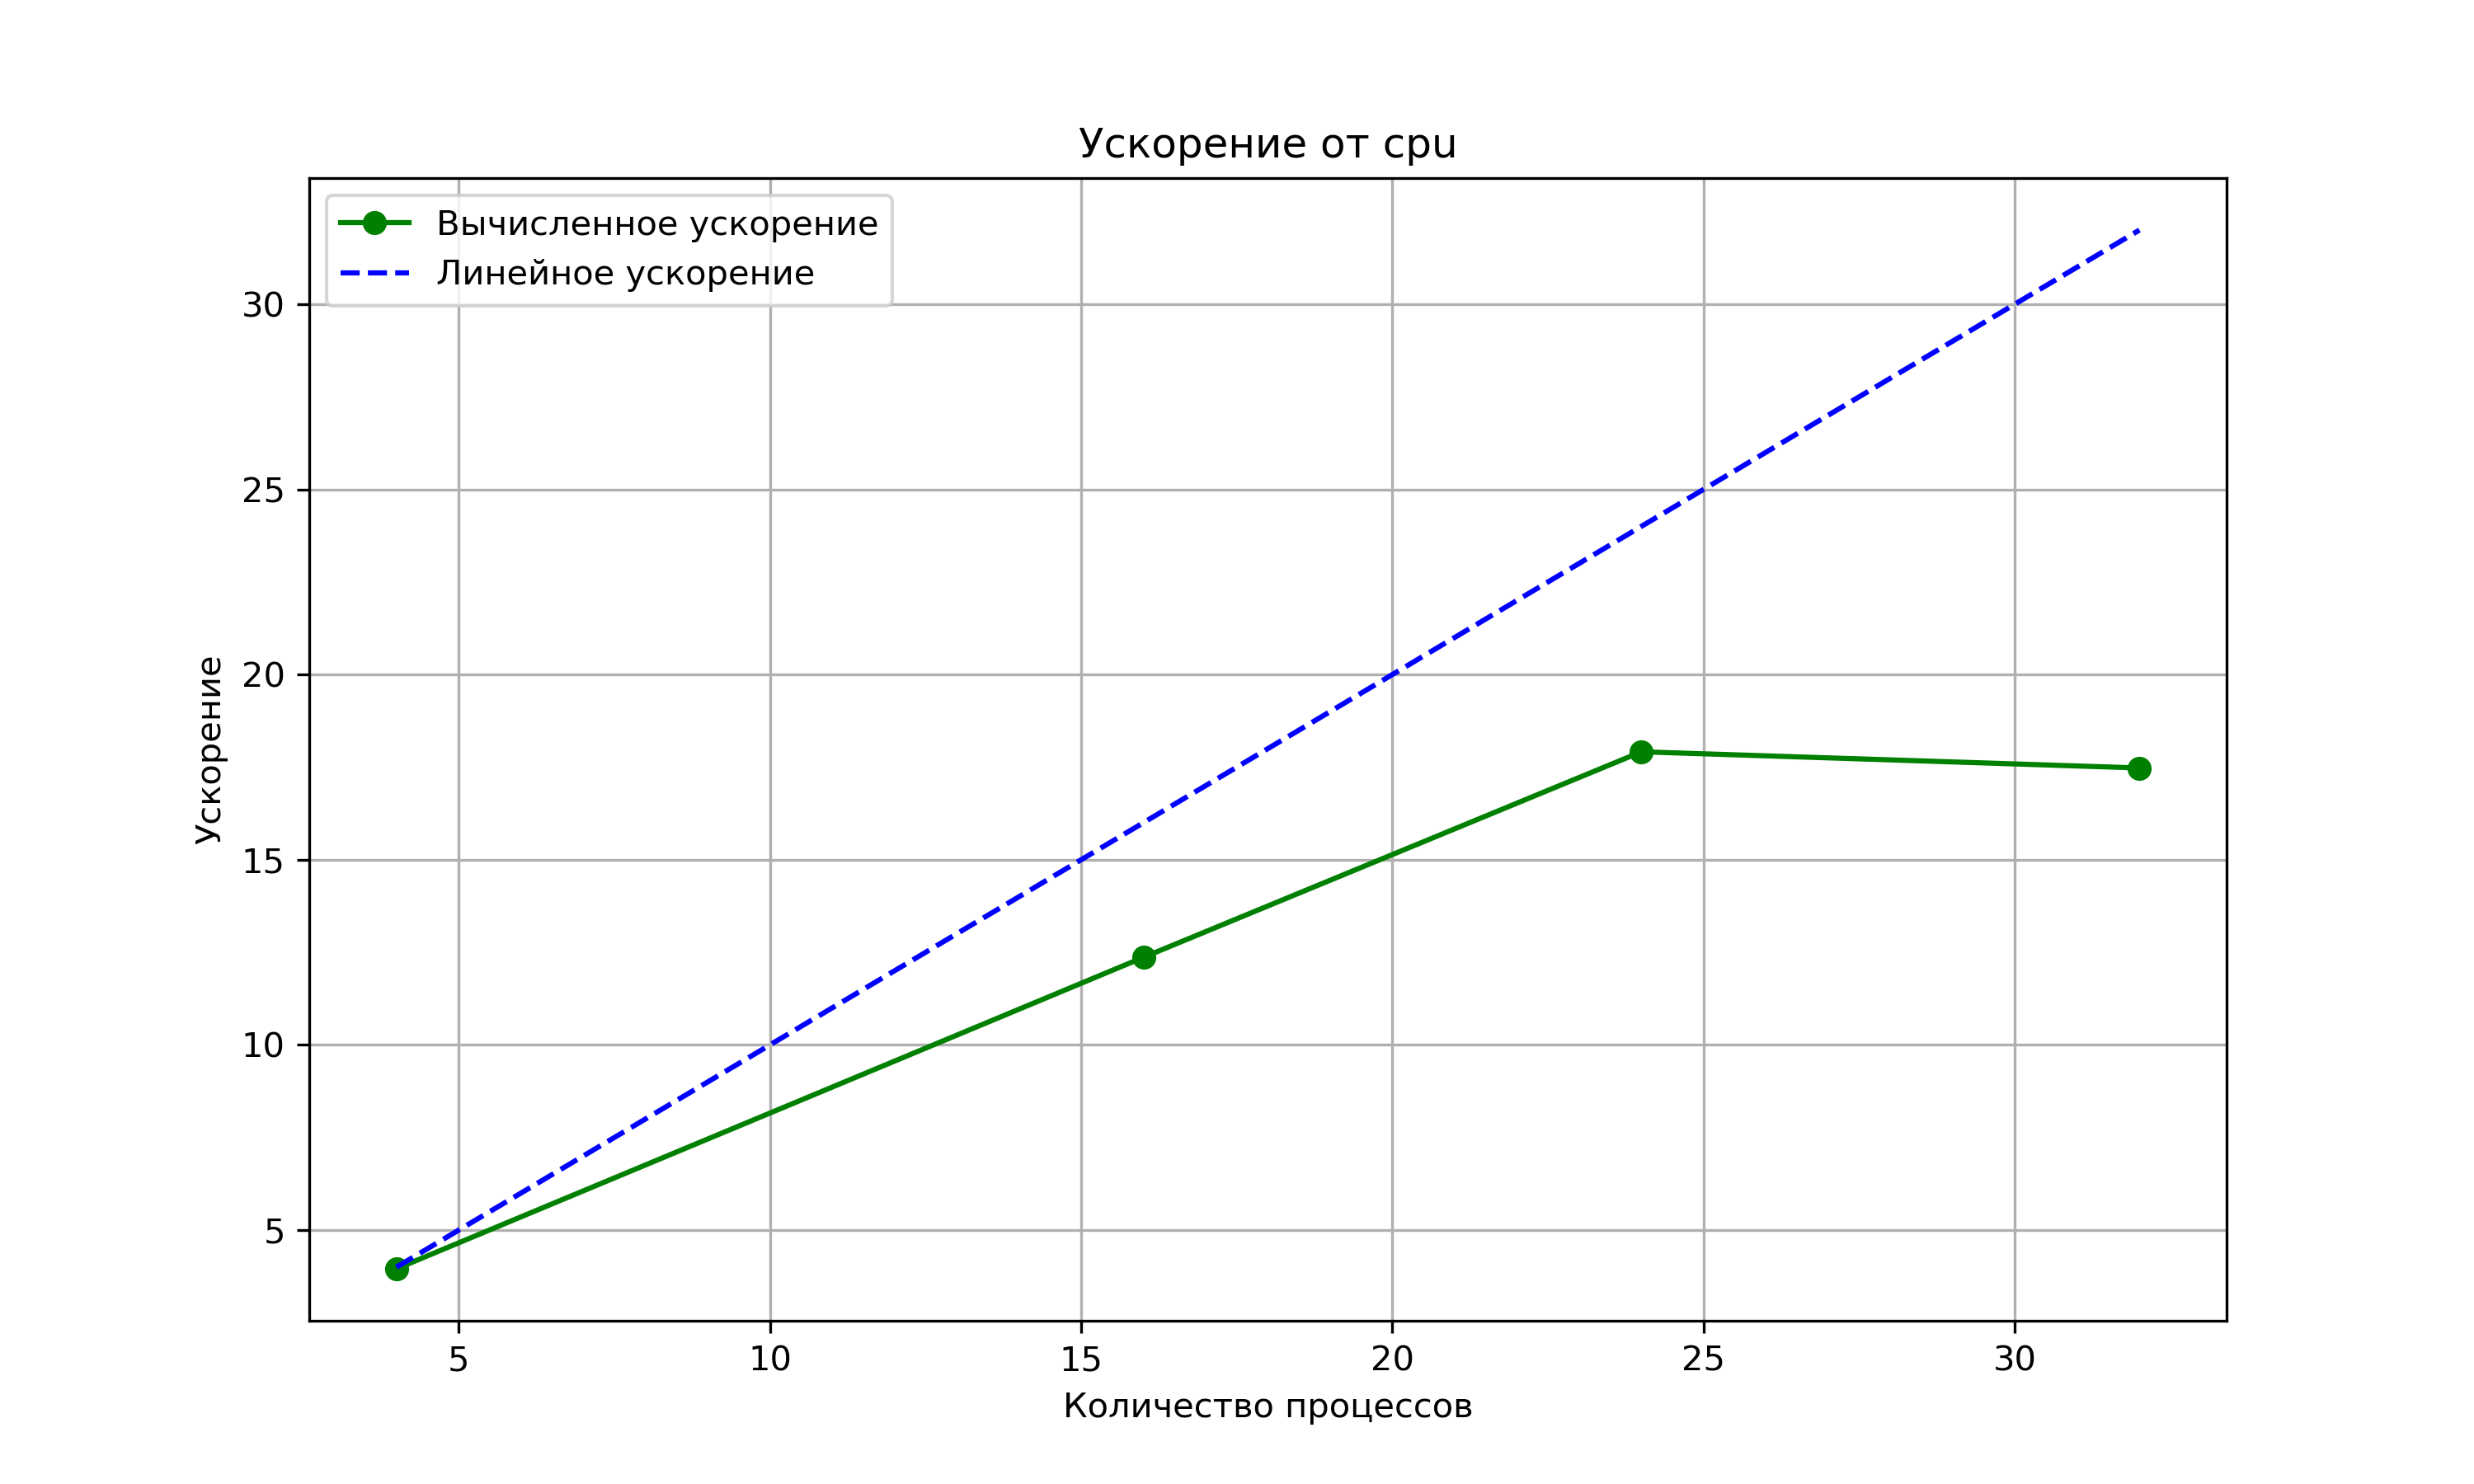 Ускорение от cpu
Вычисленное ускорение
Линейное ускорение
30
25
20
15
10
5
Ускорение
5 10 15 20 25 30
Количество процессов